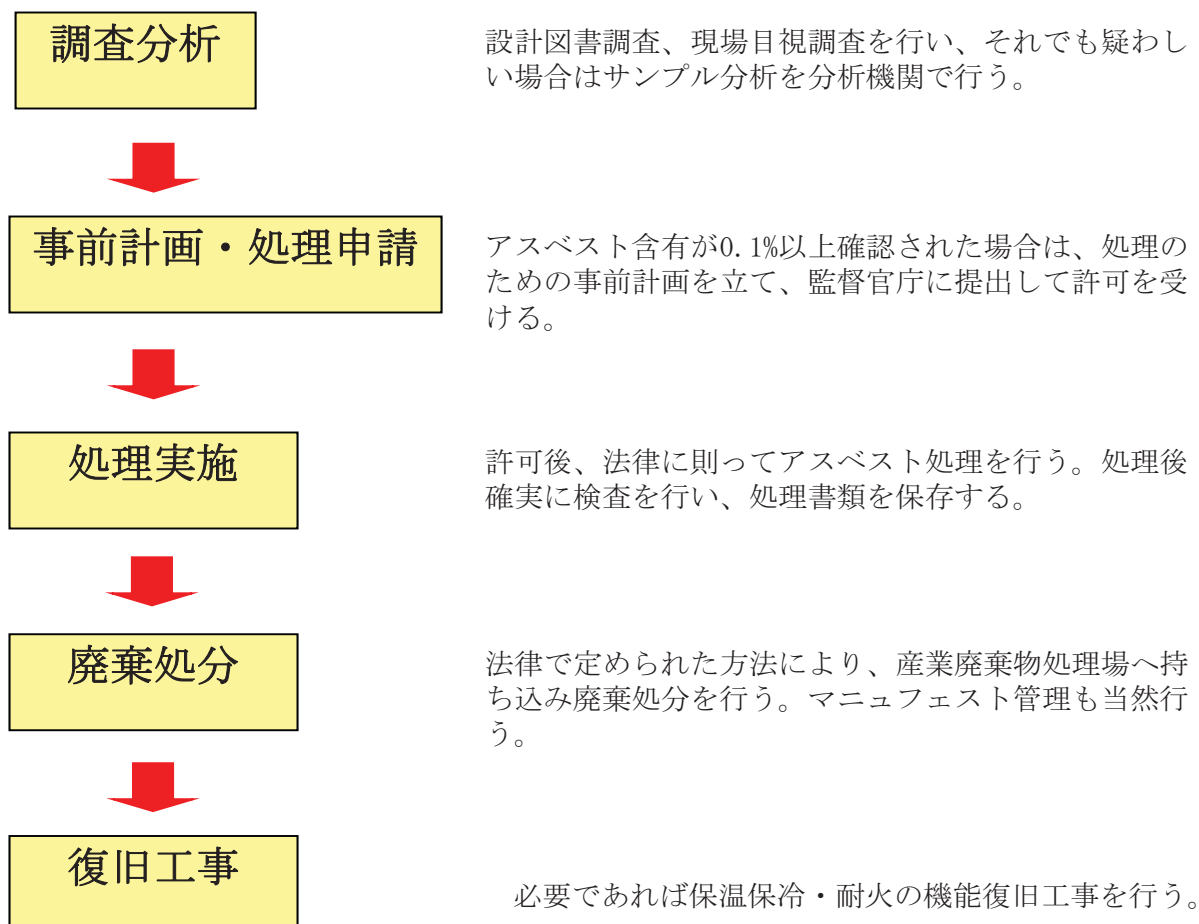 調査分析
設計図書調査、現場目視調査を行い、それでも疑わし
い場合はサンプル分析を分析機関で行う。
事前計画・処理申請
アスベスト含有が0.1%以上確認された場合は、処理の
ための事前計画を立て、監督官庁に提出して許可を受
ける。
処理実施
許可後、法律に則ってアスベスト処理を行う。処理後
確実に検査を行い、処理書類を保存する。
廃棄処分
法律で定められた方法により、産業廃棄物処理場へ持
ち込み廃棄処分を行う。マニュフェスト管理も当然行
う。
復旧工事
必要であれば保温保冷・耐火の機能復旧工事を行う。